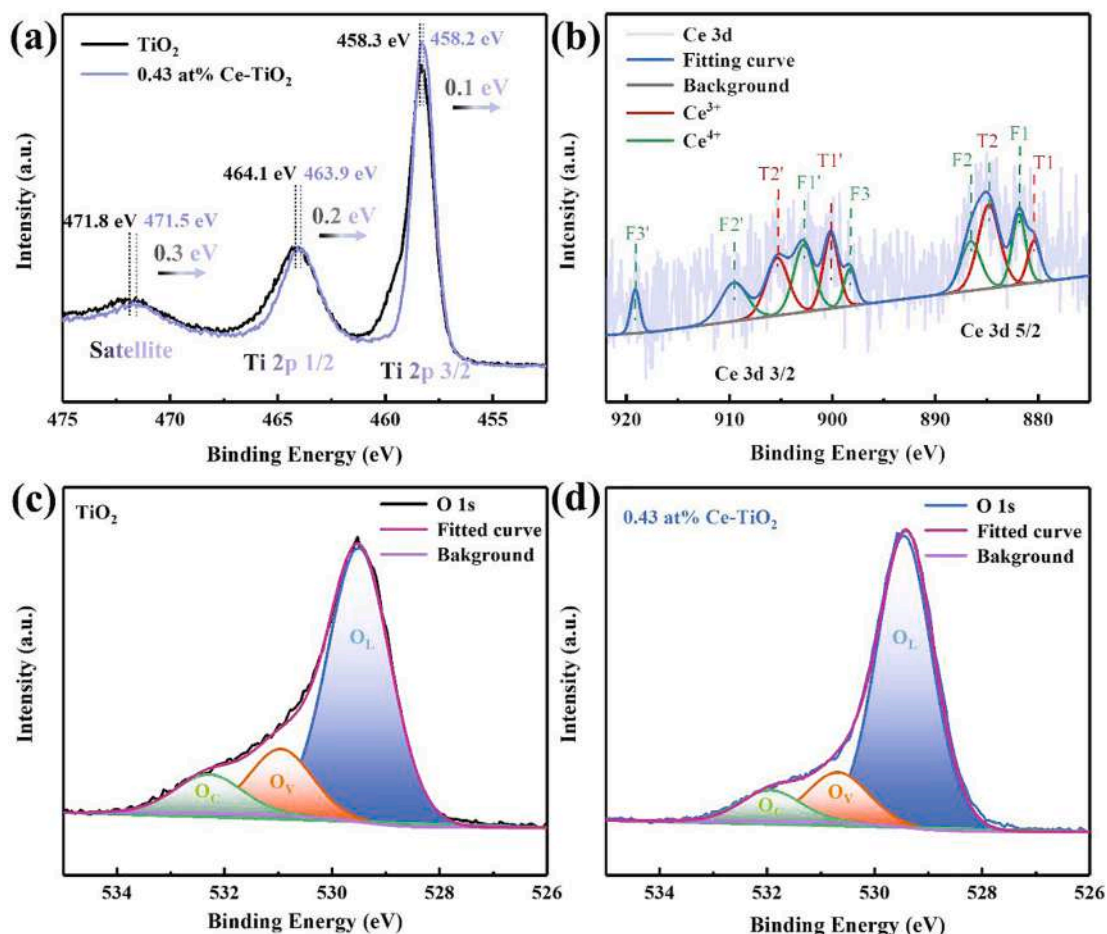 (a)
TiO₂
0.43 at% Ce-TiO₂
458.3 eV
458.2 eV
0.1 eV
464.1 eV
463.9 eV
0.2 eV
471.8 eV
471.5 eV
0.3 eV
Satellite
Ti 2p 1/2
Ti 2p 3/2
Intensity (a.u.)
475
470
465
460
455
Binding Energy (eV)
(b)
Ce 3d
Fitting curve
Background
Ce³⁺
Ce⁴⁺
F3'
F2'
T2'
F1'
T1'
F3
F2
T2
F1
T1
Ce 3d 3/2
Ce 3d 5/2
Intensity (a.u.)
920
910
900
890
880
Binding Energy (eV)
(c)
TiO₂
O 1s
Fitted curve
Bakground
O_L
O_V
O_C
Intensity (a.u.)
534
532
530
528
526
Binding Energy (eV)
(d)
0.43 at% Ce-TiO₂
O 1s
Fitted curve
Bakground
O_L
O_V
O_C
Intensity (a.u.)
534
532
530
528
526
Binding Energy (eV)